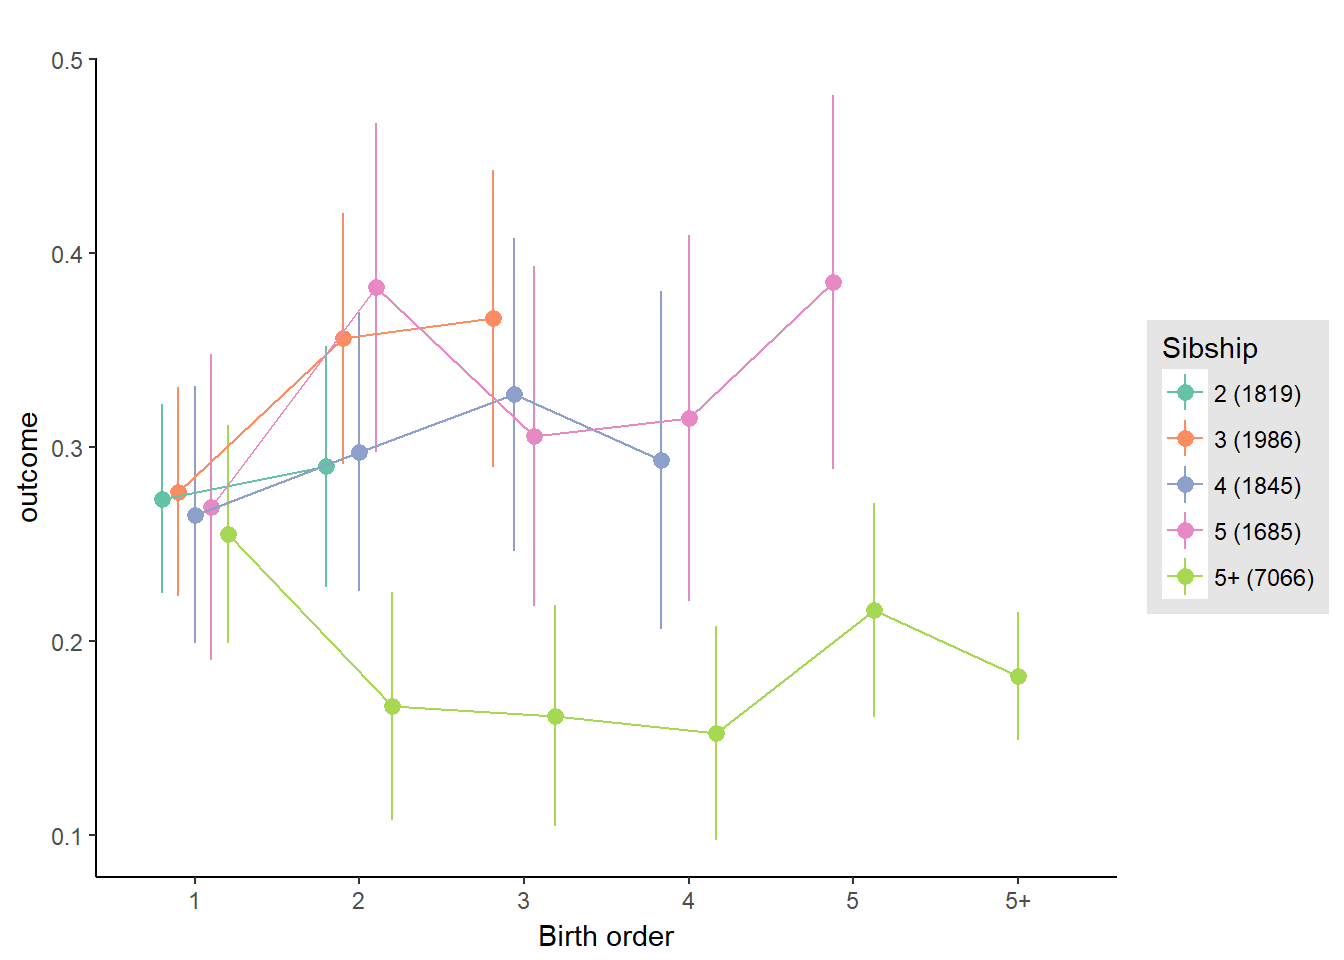 0.5
0.4
0.3
0.2
0.1
outcome
1 2 3 4 5 5+
Birth order
Sibship
2 (1819)
3 (1986)
4 (1845)
5 (1685)
5+ (7066)